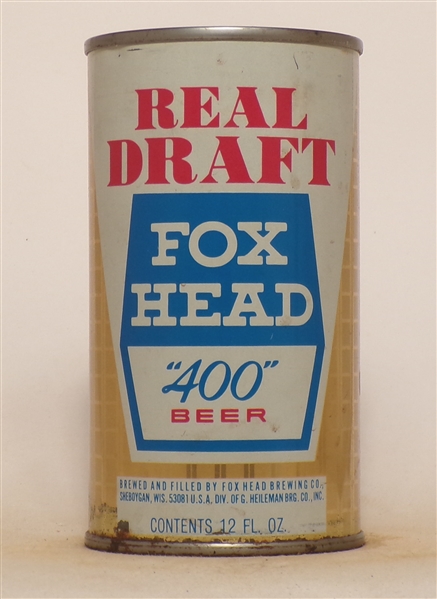 REAL
DRAFT
FOX
HEAD
"400"
BEER
BREWED AND FILLED BY FOX HEAD BREWING CO.,
SHEBOYGAN, WIS. 53081 U.S.A. DIV. OF G. HEILEMAN BRG. CO., INC.
CONTENTS 12 FL. OZ.